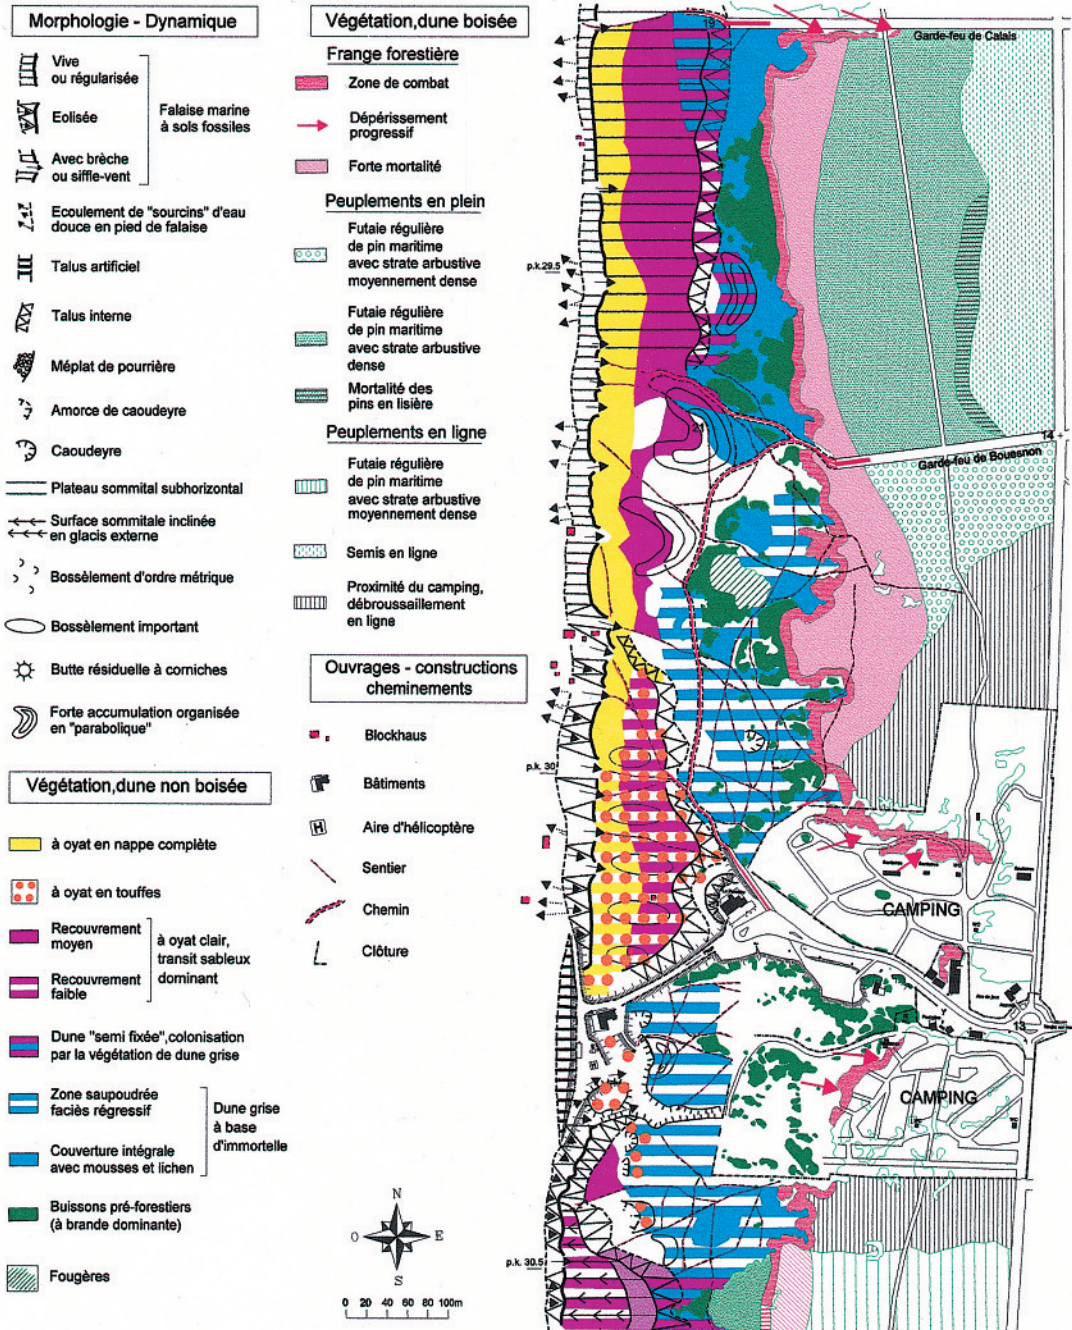 Morphologie - Dynamique
Vive
ou régularisée
Eolisée
Avec brèche
ou siffle-vent
Falaise marine
à sols fossiles
Ecoulement de "sourcins" d'eau
douce en pied de falaise
Talus artificiel
Talus interne
Méplat de pourrière
Amorce de caoudeyre
Caoudeyre
Plateau sommital subhorizontal
Surface sommitale inclinée
en glacis externe
Bossèlement d'ordre métrique
Bossèlement important
Butte résiduelle à corniches
Forte accumulation organisée
en "parabolique"
Végétation,dune non boisée
à oyat en nappe complète
à oyat en touffes
Recouvrement
moyen
Recouvrement
faible
à oyat clair,
transit sableux
dominant
Dune "semi fixée",colonisation
par la végétation de dune grise
Zone saupoudrée
faciès régressif
Couverture intégrale
avec mousses et lichen
Dune grise
à base
d'immortelle
Buissons pré-forestiers
(à brande dominante)
Fougères
Végétation,dune boisée
Frange forestière
Zone de combat
Dépérissement
progressif
Forte mortalité
Peuplements en plein
Futaie régulière
de pin maritime
avec strate arbustive
moyennement dense
Futaie régulière
de pin maritime
avec strate arbustive
dense
Mortalité des
pins en lisière
Peuplements en ligne
Futaie régulière
de pin maritime
avec strate arbustive
moyennement dense
Semis en ligne
Proximité du camping,
débroussaillement
en ligne
Ouvrages - constructions
cheminements
Blockhaus
Bâtiments
H
Aire d'hélicoptère
Sentier
Chemin
Clôture
N
O
E
S
0 20 40 60 80 100m
19
Garde-feu de Calais
p.k.29.5
21
14
Garde-feu de Bouesnon
p.k. 30
CAMPING
13
CAMPING
H
p.k. 30.5